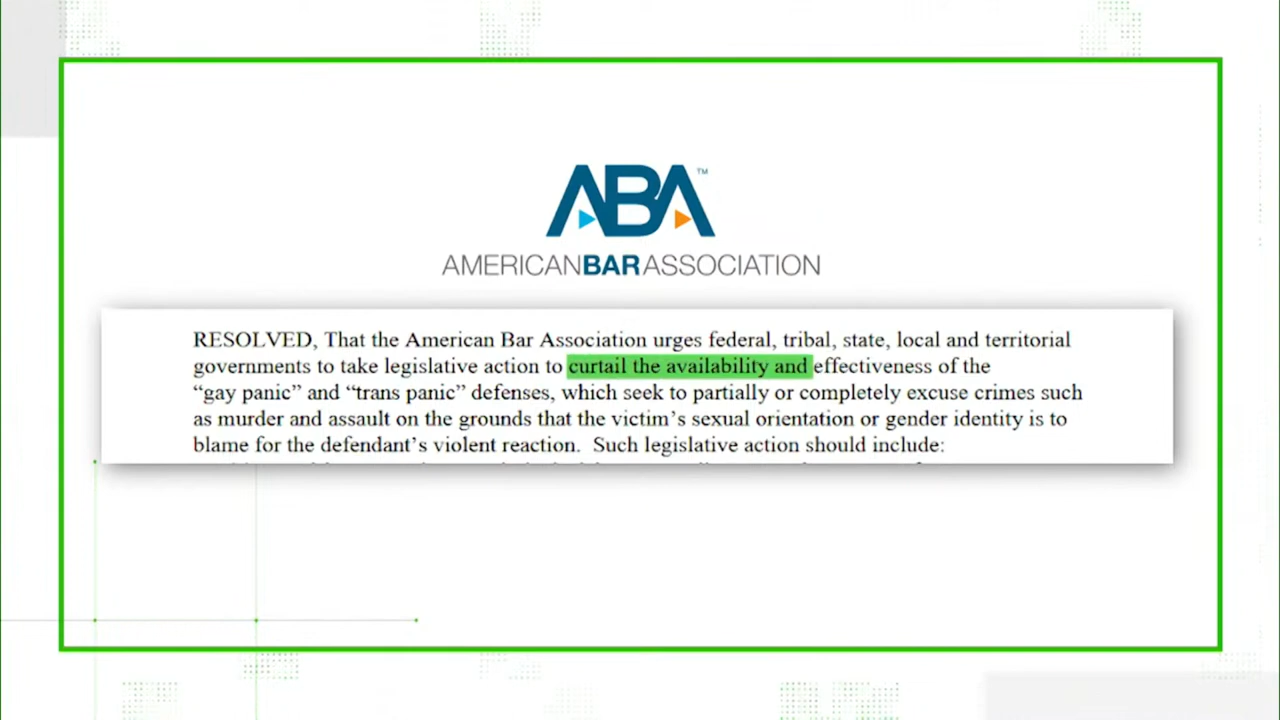 ABA™
AMERICANBARASSOCIATION
RESOLVED, That the American Bar Association urges federal, tribal, state, local and territorial
governments to take legislative action to curtail the availability and effectiveness of the
“gay panic” and “trans panic” defenses, which seek to partially or completely excuse crimes such
as murder and assault on the grounds that the victim’s sexual orientation or gender identity is to
blame for the defendant’s violent reaction.  Such legislative action should include: